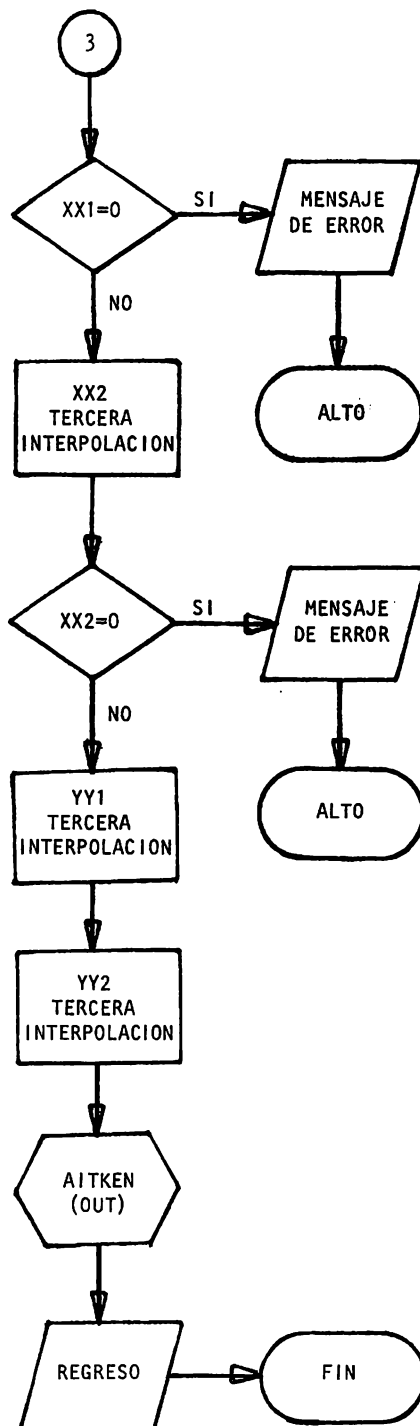 3
XX1=0
SI
MENSAJE
DE ERROR
NO
ALTO
XX2
TERCERA
INTERPOLACION
XX2=0
SI
MENSAJE
DE ERROR
NO
ALTO
YY1
TERCERA
INTERPOLACION
YY2
TERCERA
INTERPOLACION
AITKEN
(OUT)
REGRESO
FIN